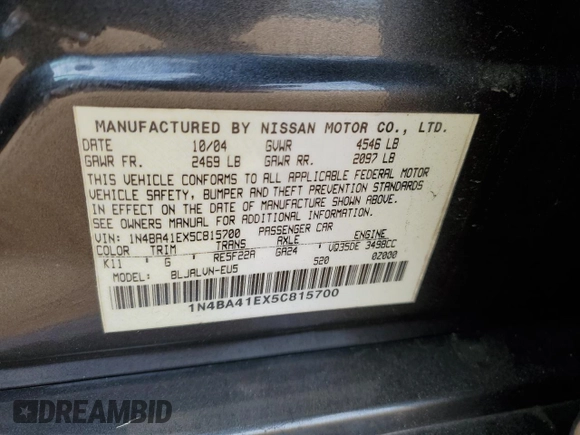 MANUFACTURED BY NISSAN MOTOR CO., LTD.
DATE 10/04 GVWR 4546 LB
GAWR FR. 2469 LB GAWR RR. 2097 LB
THIS VEHICLE CONFORMS TO ALL APPLICABLE FEDERAL MOTOR
VEHICLE SAFETY, BUMPER AND THEFT PREVENTION STANDARDS
IN EFFECT ON THE DATE OF MANUFACTURE SHOWN ABOVE.
SEE OWNERS MANUAL FOR ADDITIONAL INFORMATION.
VIN: 1N4BA41EX5C815700 PASSENGER CAR
COLOR TRIM TRANS AXLE ENGINE
K11 G RE5F22A GA24 VQ35DE 3498CC
MODEL: BLJALVN-EU5 520 02000
1N4BA41EX5C815700
DREAMBID